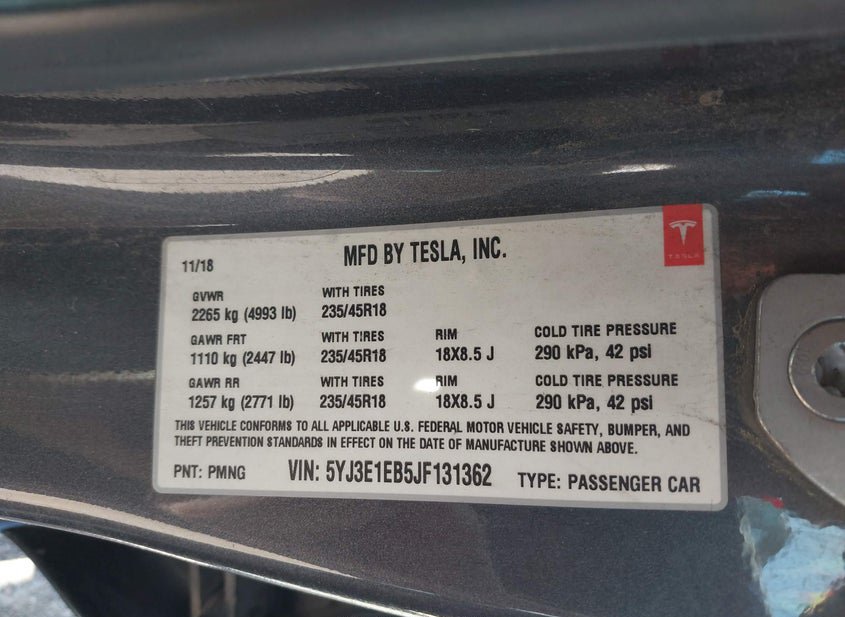 11/18
MFD BY TESLA, INC.
TESLA
GVWR WITH TIRES
2265 kg (4993 lb) 235/45R18
GAWR FRT WITH TIRES RIM COLD TIRE PRESSURE
1110 kg (2447 lb) 235/45R18 18X8.5 J 290 kPa, 42 psi
GAWR RR WITH TIRES RIM COLD TIRE PRESSURE
1257 kg (2771 lb) 235/45R18 18X8.5 J 290 kPa, 42 psi
THIS VEHICLE CONFORMS TO ALL APPLICABLE U.S. FEDERAL MOTOR VEHICLE SAFETY, BUMPER, AND
THEFT PREVENTION STANDARDS IN EFFECT ON THE DATE OF MANUFACTURE SHOWN ABOVE.
PNT: PMNG VIN: 5YJ3E1EB5JF131362 TYPE: PASSENGER CAR